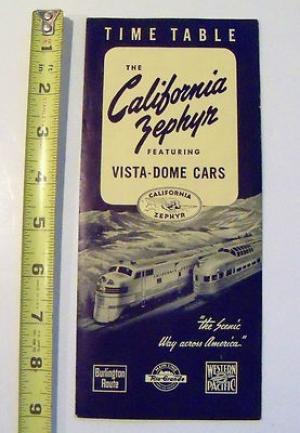 TIME TABLE
THE
California
Zephyr
FEATURING
VISTA-DOME CARS
CALIFORNIA
ZEPHYR
"the Scenic
Way across America."
Burlington
Route
Rio Grande
WESTERN
PACIFIC
1
2
3
4
5
6
7
8
9